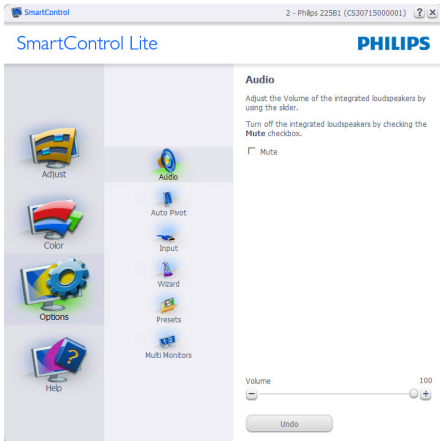 SmartControl
2 - Philips 225B1 (CS30715000001)
?
X
SmartControl Lite
PHILIPS
Adjust
Color
Options
Help
Audio
Auto Pivot
Input
Wizard
Presets
1 2
Multi Monitors
Audio
Adjust the Volume of the integrated loudspeakers by
using the slider.
Turn off the integrated loudspeakers by checking the
Mute checkbox.
Mute
Volume
100
Undo